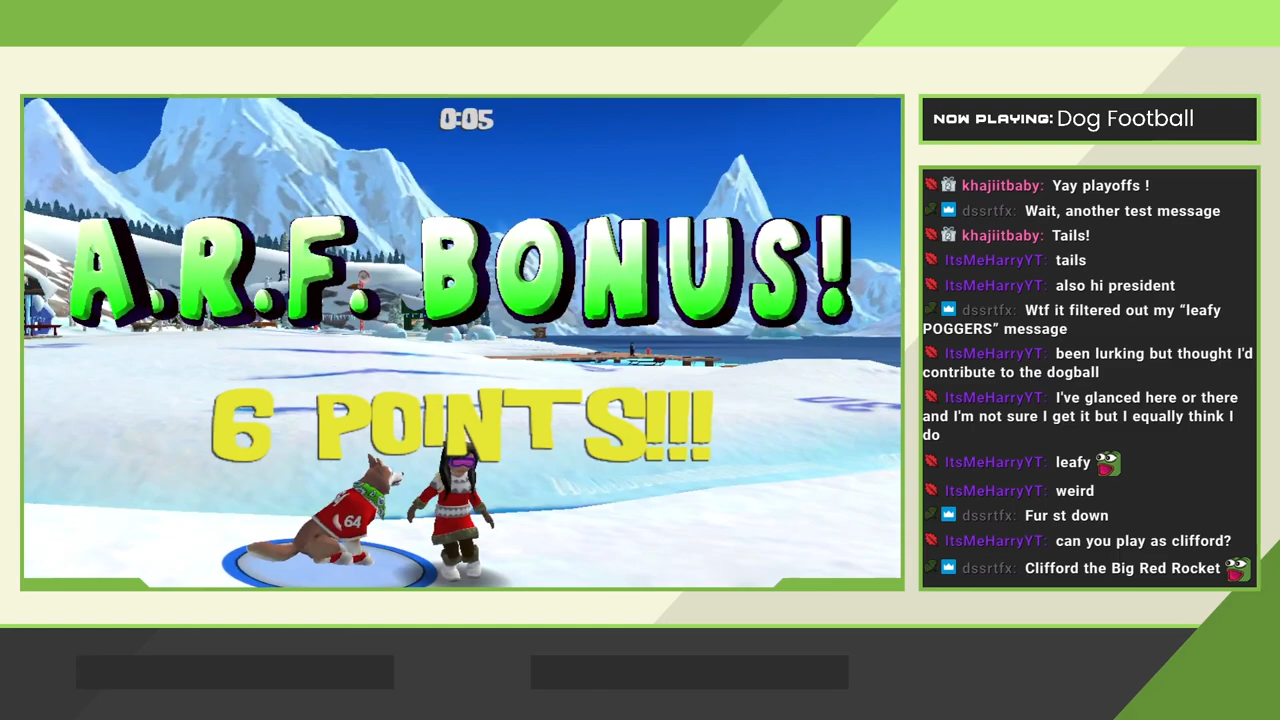 0:05
A.R.F. BONUS!
6 POINTS!!!
64
NOW PLAYING: Dog Football
khajiitbaby: Yay playoffs !
dssrtfx: Wait, another test message
khajiitbaby: Tails!
ItsMeHarryYT: tails
ItsMeHarryYT: also hi president
dssrtfx: Wtf it filtered out my “leafy
POGGERS” message
ItsMeHarryYT: been lurking but thought I'd
contribute to the dogball
ItsMeHarryYT: I've glanced here or there
and I'm not sure I get it but I equally think I
do
ItsMeHarryYT: leafy
ItsMeHarryYT: weird
dssrtfx: Fur st down
ItsMeHarryYT: can you play as clifford?
dssrtfx: Clifford the Big Red Rocket